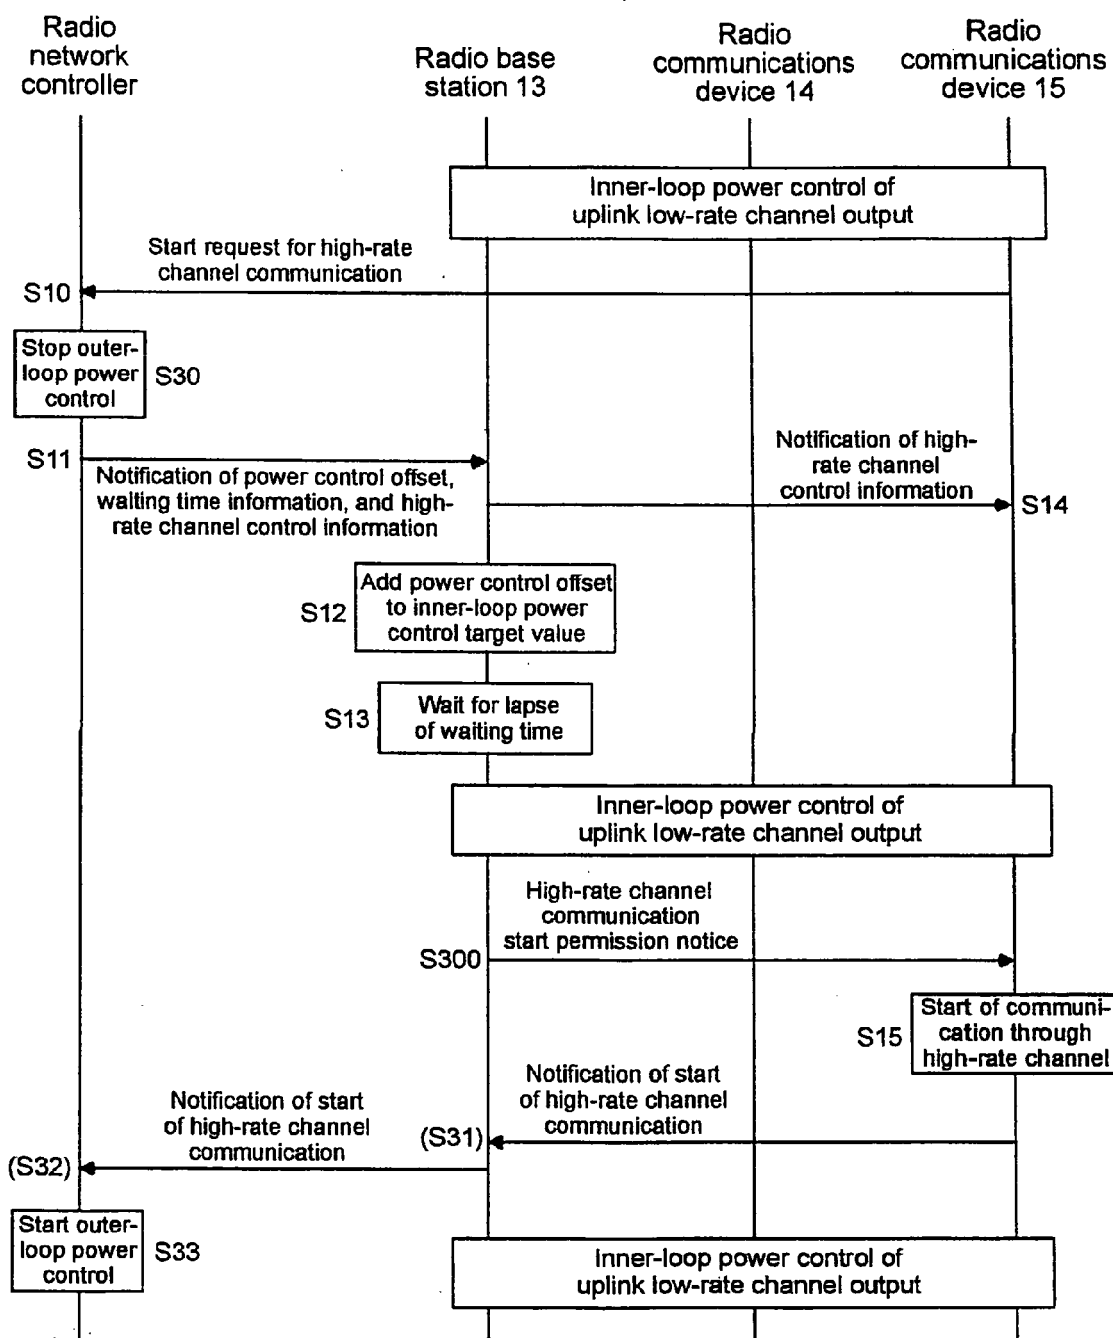 Radio
network
controller
Radio base
station 13
Radio
communications
device 14
Radio
communications
device 15
Inner-loop power control of
uplink low-rate channel output
Start request for high-rate
channel communication
S10
Stop outer-
loop power
control
S30
S11
Notification of power control offset,
waiting time information, and high-
rate channel control information
Notification of high-
rate channel
control information
S14
S12
Add power control offset
to inner-loop power
control target value
S13
Wait for lapse
of waiting time
Inner-loop power control of
uplink low-rate channel output
High-rate channel
communication
start permission notice
S300
S15
Start of communi-
cation through
high-rate channel
Notification of start
of high-rate channel
communication
(S31)
Notification of start
of high-rate channel
communication
(S32)
Start outer-
loop power
control
S33
Inner-loop power control of
uplink low-rate channel output